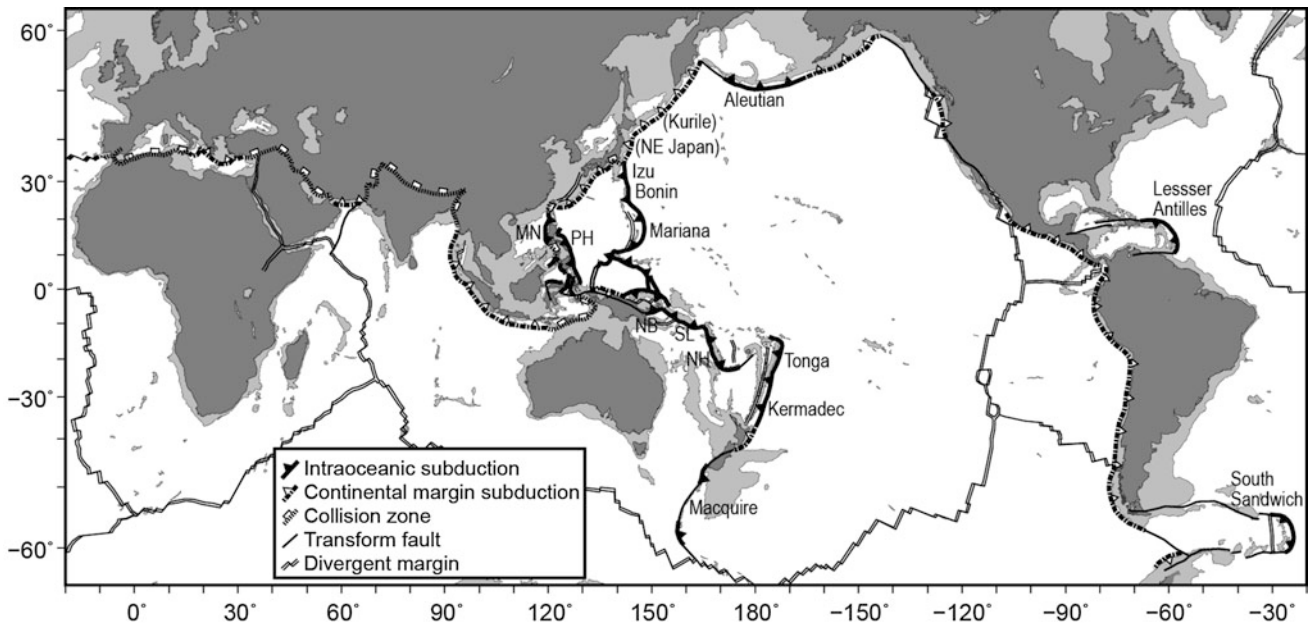 60°
30°
0°
−30°
−60°
Aleutian
(Kurile)
(NE Japan)
Izu
Bonin
Mariana
MN
PH
NB
SL
NH
Tonga
Kermadec
Macquire
Lessser
Antilles
South
Sandwich
Intraoceanic subduction
Continental margin subduction
Collision zone
Transform fault
Divergent margin
0°
30°
60°
90°
120°
150°
180°
−150°
−120°
−90°
−60°
−30°